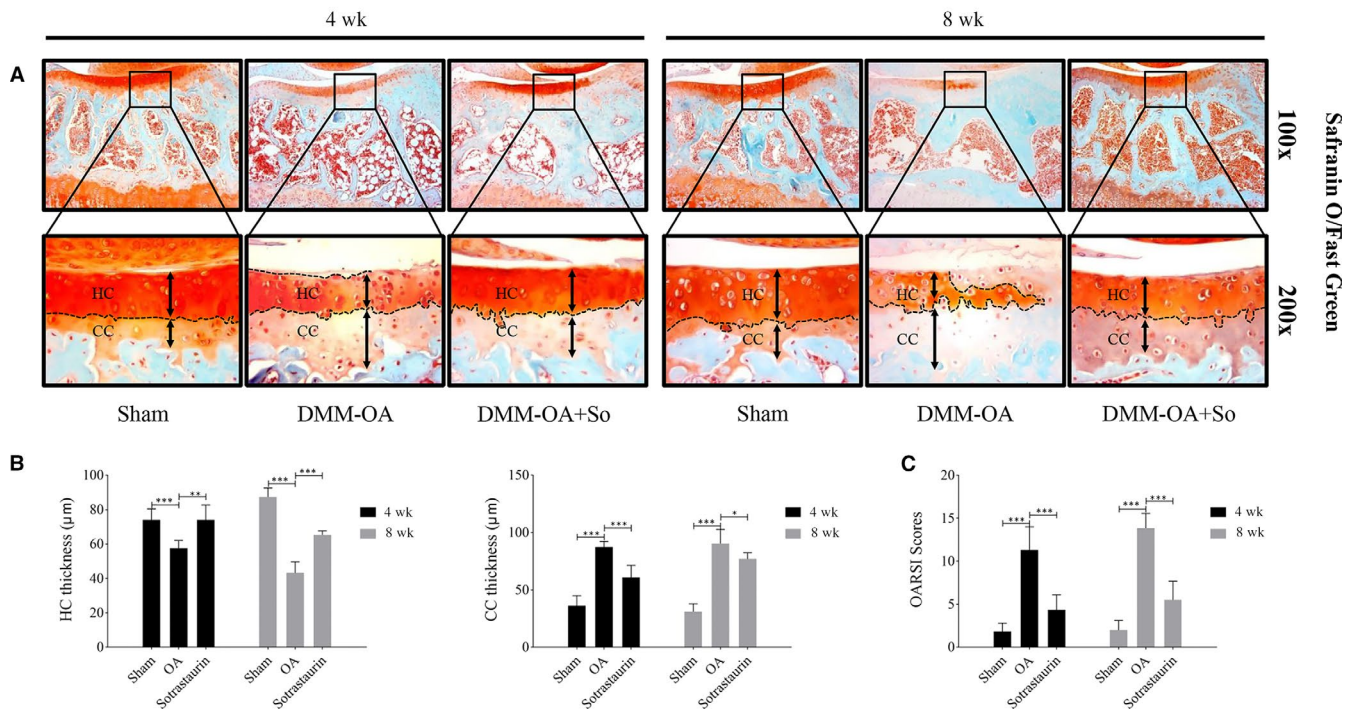 4 wk
8 wk
A
100x
HC
CC
HC
CC
HC
CC
HC
CC
HC
CC
HC
CC
200x
Safranin O/Fast Green
Sham
DMM-OA
DMM-OA+So
Sham
DMM-OA
DMM-OA+So
B
HC thickness (μm)
100
80
60
40
20
0
***
**
***
***
4 wk
8 wk
Sham
OA
Sotrastaurin
Sham
OA
Sotrastaurin
CC thickness (μm)
150
100
50
0
***
***
***
*
4 wk
8 wk
Sham
OA
Sotrastaurin
Sham
OA
Sotrastaurin
C
OARSI Scores
20
15
10
5
0
***
***
***
***
4 wk
8 wk
Sham
OA
Sotrastaurin
Sham
OA
Sotrastaurin